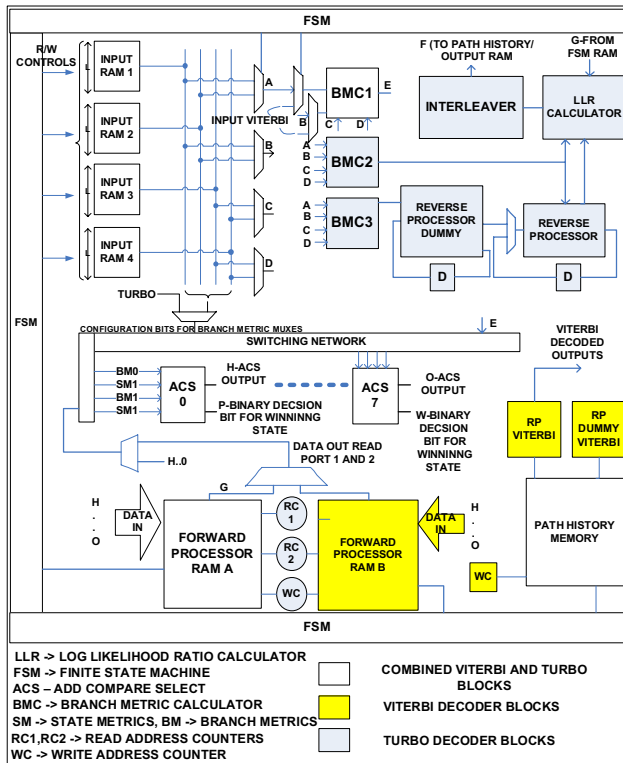 FSM
R/W
CONTROLS
L
INPUT
RAM 1
L
INPUT
RAM 2
L
INPUT
RAM 3
L
INPUT
RAM 4
FSM
TURBO
A
B
C
D
INPUT VITERBI
B
BMC1
E
C
D
A
B
C
D
BMC2
A
B
C
D
BMC3
F (TO PATH HISTORY/
OUTPUT RAM
G-FROM
FSM RAM
INTERLEAVER
LLR
CALCULATOR
REVERSE
PROCESSOR
DUMMY
REVERSE
PROCESSOR
D
D
CONFIGURATION BITS FOR BRANCH METRIC MUXES
E
SWITCHING NETWORK
BM0
SM1
BM1
SM1
ACS
0
H-ACS
OUTPUT
P-BINARY DECSION
BIT FOR WINNING
STATE
ACS
7
O-ACS
OUTPUT
W-BINARY DECSION
BIT FOR WINNING
STATE
VITERBI
DECODED
OUTPUTS
RP
VITERBI
RP
DUMMY
VITERBI
H..0
DATA OUT READ
PORT 1 AND 2
G
H
.
.
O
DATA
IN
FORWARD
PROCESSOR
RAM A
RC
1
RC
2
WC
FORWARD
PROCESSOR
RAM B
DATA
IN
H
.
.
O
WC
PATH HISTORY
MEMORY
FSM
LLR -> LOG LIKELIHOOD RATIO CALCULATOR
FSM -> FINITE STATE MACHINE
ACS – ADD COMPARE SELECT
BMC -> BRANCH METRIC CALCULATOR
SM -> STATE METRICS, BM -> BRANCH METRICS
RC1,RC2 -> READ ADDRESS COUNTERS
WC -> WRITE ADDRESS COUNTER
COMBINED VITERBI AND TURBO
BLOCKS
VITERBI DECODER BLOCKS
TURBO DECODER BLOCKS